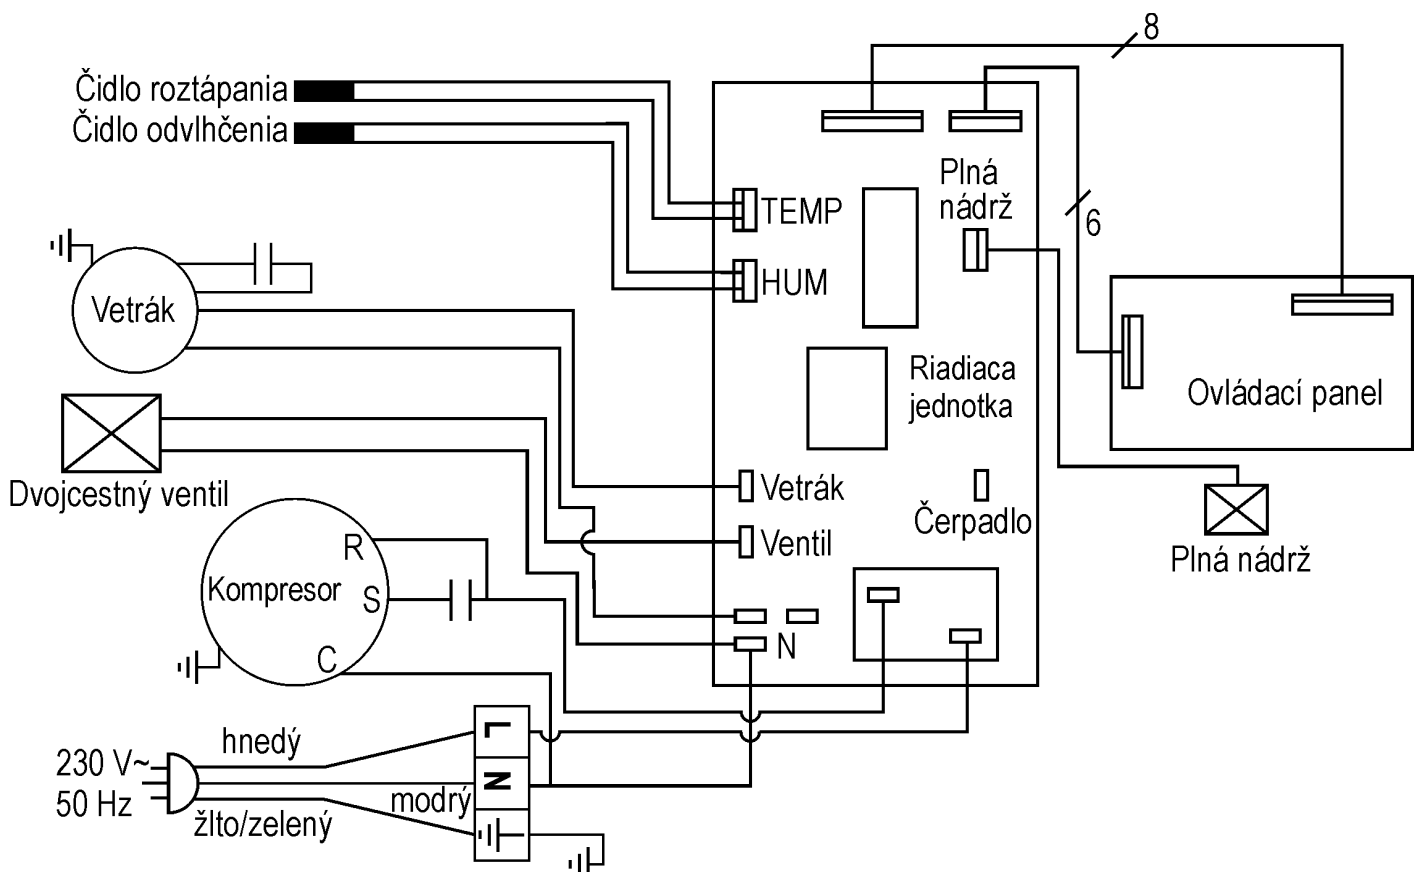 8
Čidlo roztápania
Čidlo odvlhčenia
Plná
nádrž
TEMP
6
HUM
Vetrák
Riadiaca
jednotka
Ovládací panel
Dvojcestný ventil
Vetrák
Čerpadlo
Ventil
Plná nádrž
R
Kompresor
S
C
N
hnedý
L
230 V~
50 Hz
N
modrý
žlto/zelený